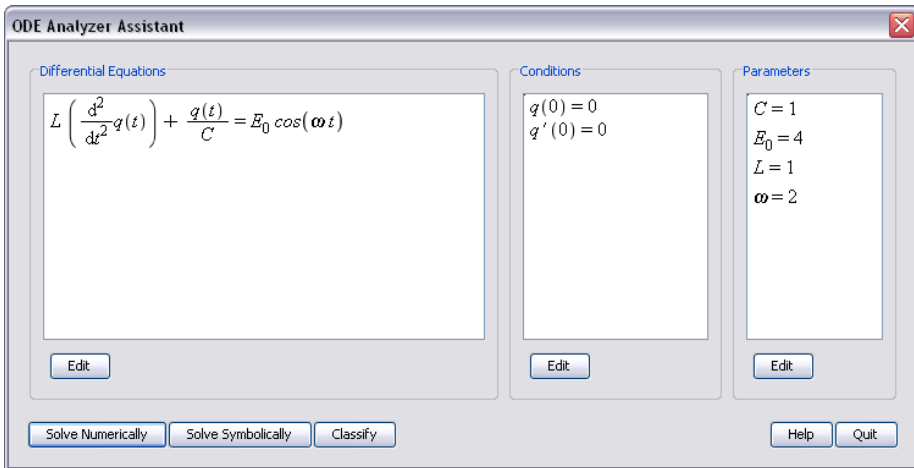 ODE Analyzer Assistant
Differential Equations
L (d²/dt² q(t)) + q(t)/C = E₀ cos(ω t)
Edit
Conditions
q(0) = 0
q ′(0) = 0
Edit
Parameters
C = 1
E₀ = 4
L = 1
ω = 2
Edit
Solve Numerically Solve Symbolically Classify Help Quit